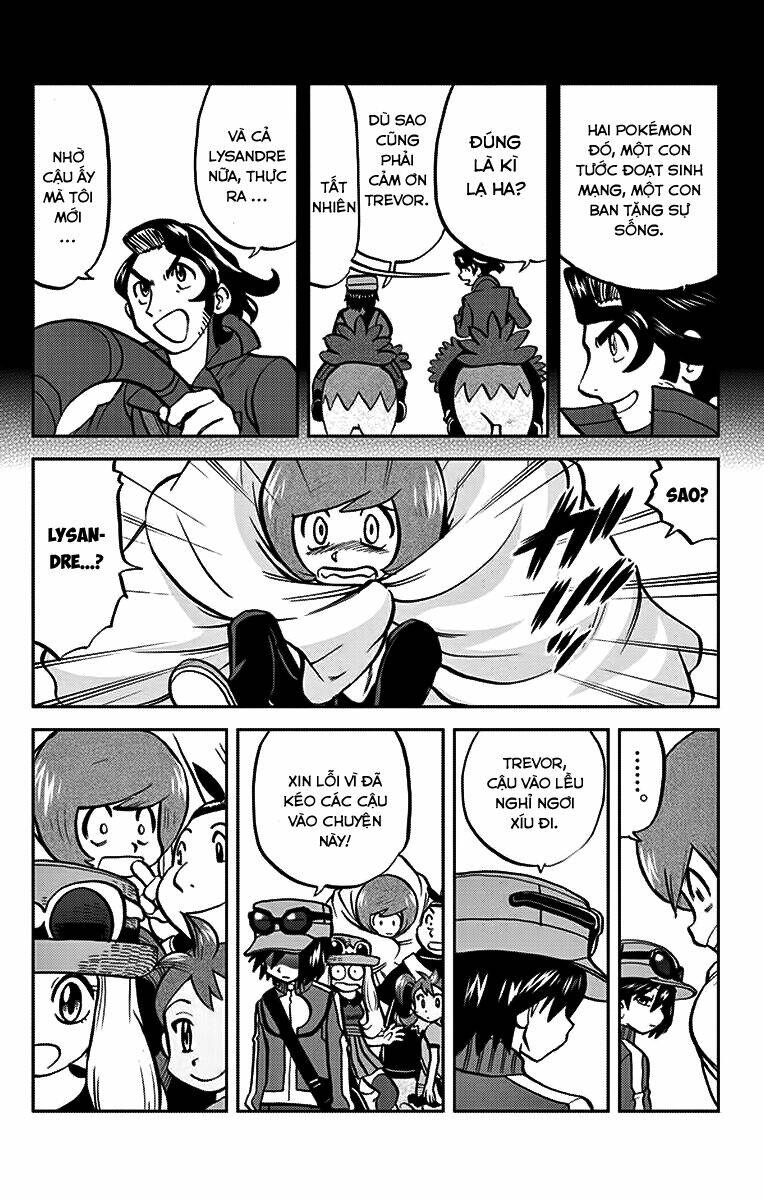 HAI POKÉMON
ĐÓ, MỘT CON
TƯỚC ĐOẠT SINH
MẠNG, MỘT CON
BAN TẶNG SỰ
SỐNG.
ĐÚNG
LÀ KÌ
LẠ HA?
DÙ SAO
CŨNG
PHẢI
CẢM ƠN
TREVOR.
TẤT
NHIÊN
VÀ CẢ
LYSANDRE
NỮA, THỰC
RA ...
NHỜ
CẬU ẤY
MÀ TÔI
MỚI
...
SAO?
LYSAN-
DRE...?
......
TREVOR,
CẬU VÀO LỀU
NGHỈ NGƠI
XÍU ĐI.
XIN LỖI VÌ ĐÃ
KÉO CÁC CẬU
VÀO CHUYỆN
NÀY!